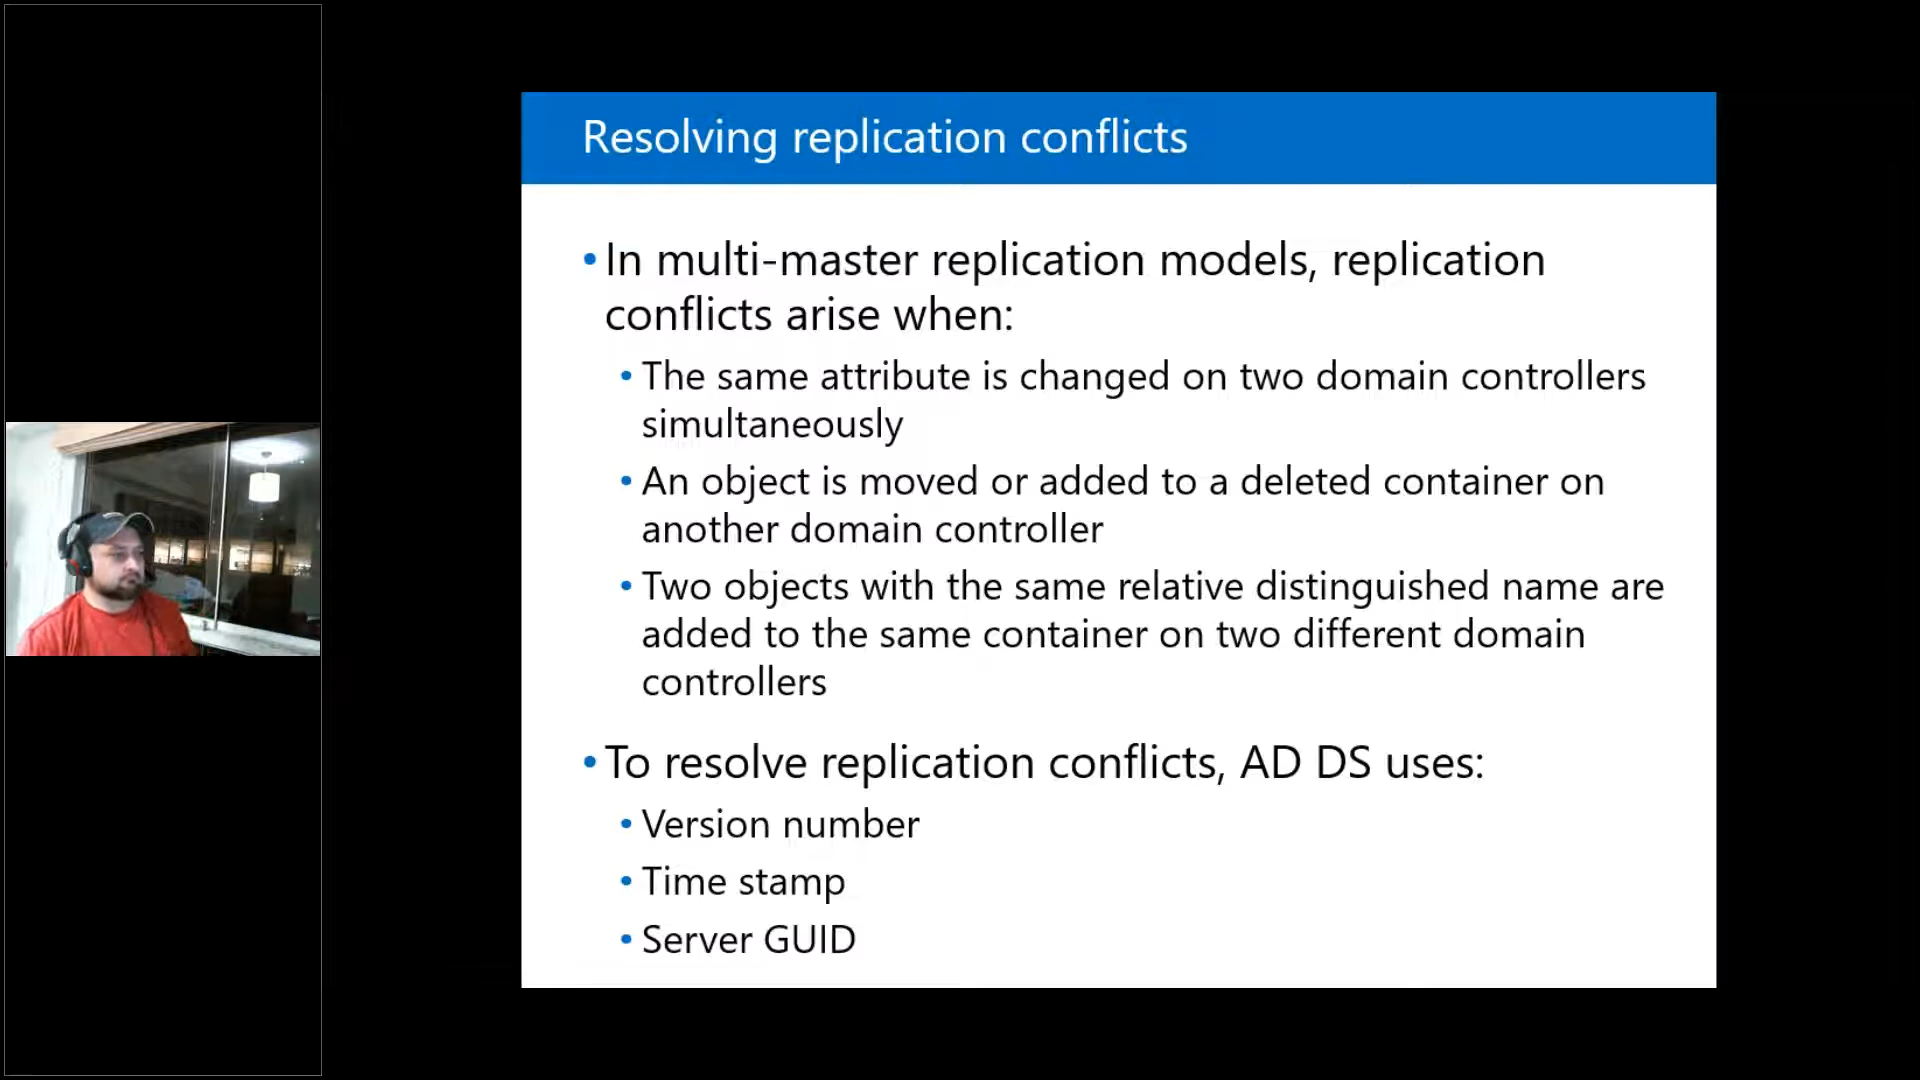 Resolving replication conflicts
• In multi-master replication models, replication
conflicts arise when:
• The same attribute is changed on two domain controllers
simultaneously
• An object is moved or added to a deleted container on
another domain controller
• Two objects with the same relative distinguished name are
added to the same container on two different domain
controllers
• To resolve replication conflicts, AD DS uses:
• Version number
• Time stamp
• Server GUID